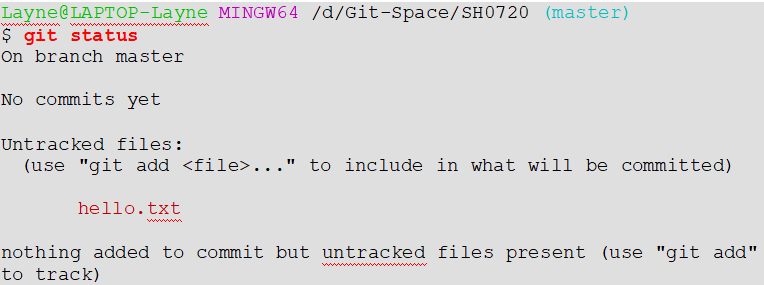 Layne@LAPTOP-Layne MINGW64 /d/Git-Space/SH0720 (master)
$ git status
On branch master
No commits yet
Untracked files:
(use "git add <file>..." to include in what will be committed)
hello.txt
nothing added to commit but untracked files present (use "git add"
to track)